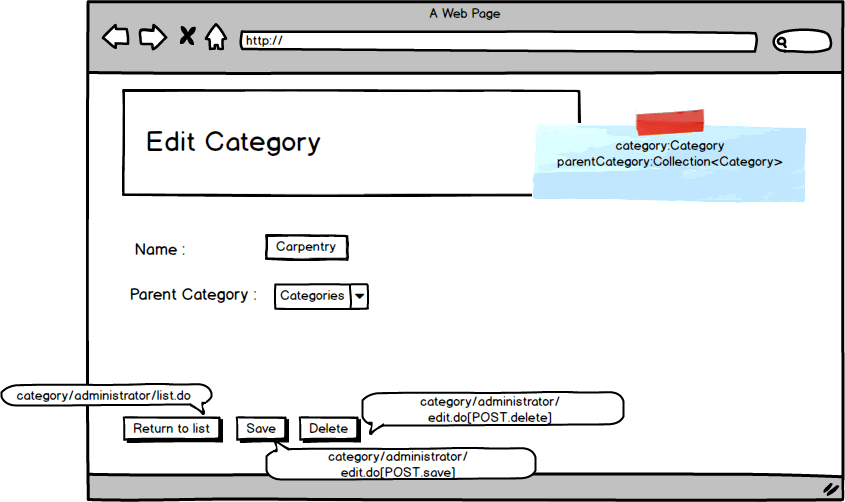 A Web Page
http://
Edit Category
category:Category
parentCategory:Collection<Category>
Name :
Carpentry
Parent Category :
Categories
category/administrator/list.do
category/administrator/
edit.do[POST.delete]
Return to list
Save
Delete
category/administrator/
edit.do[POST.save]